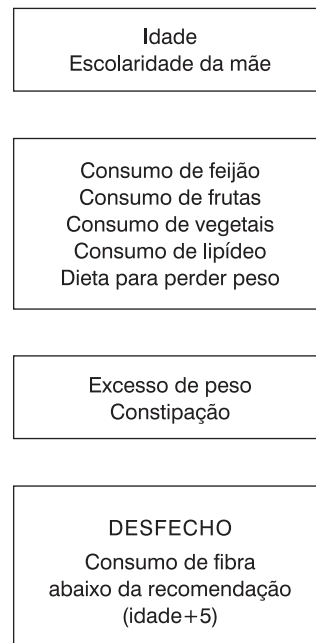 Idade
Escolaridade da mãe
Consumo de feijão
Consumo de frutas
Consumo de vegetais
Consumo de lipídeo
Dieta para perder peso
Excesso de peso
Constipação
DESFECHO
Consumo de fibra
abaixo da recomendação
(idade+5)